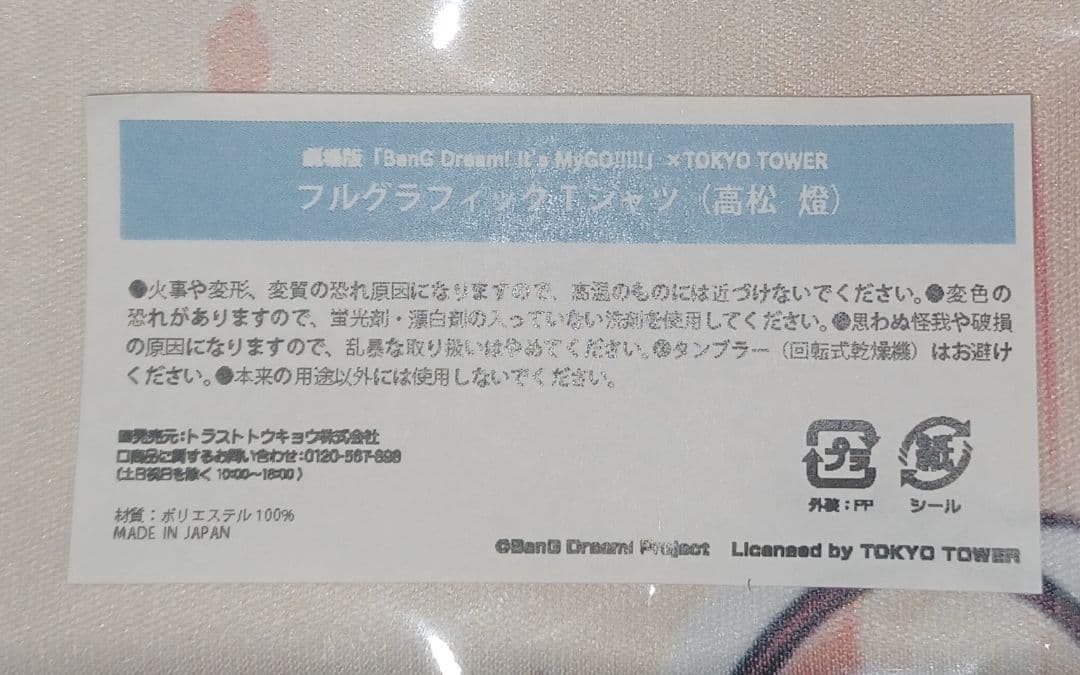 劇場版「BanG Dream! It's MyGO!!!!!」×TOKYO TOWER
フルグラフィックTシャツ（高松 燈）
●火事や変形、変質の恐れ原因になりますので、高温のものには近づけないでください。●変色の
恐れがありますので、蛍光剤・漂白剤の入っていない洗剤を使用してください。●思わぬ怪我や破損
の原因になりますので、乱暴な取り扱いはやめてください。●タンブラー（回転式乾燥機）はお避け
ください。●本来の用途以外には使用しないでください。
■発売元：トラストトウキョウ株式会社
□商品に関するお問い合わせ：0120-567-898
（土日祝日を除く 10:00～18:00）
材質：ポリエステル100%
MADE IN JAPAN
プラ
外装：PP
紙
シール
©BanG Dream! Project Licensed by TOKYO TOWER